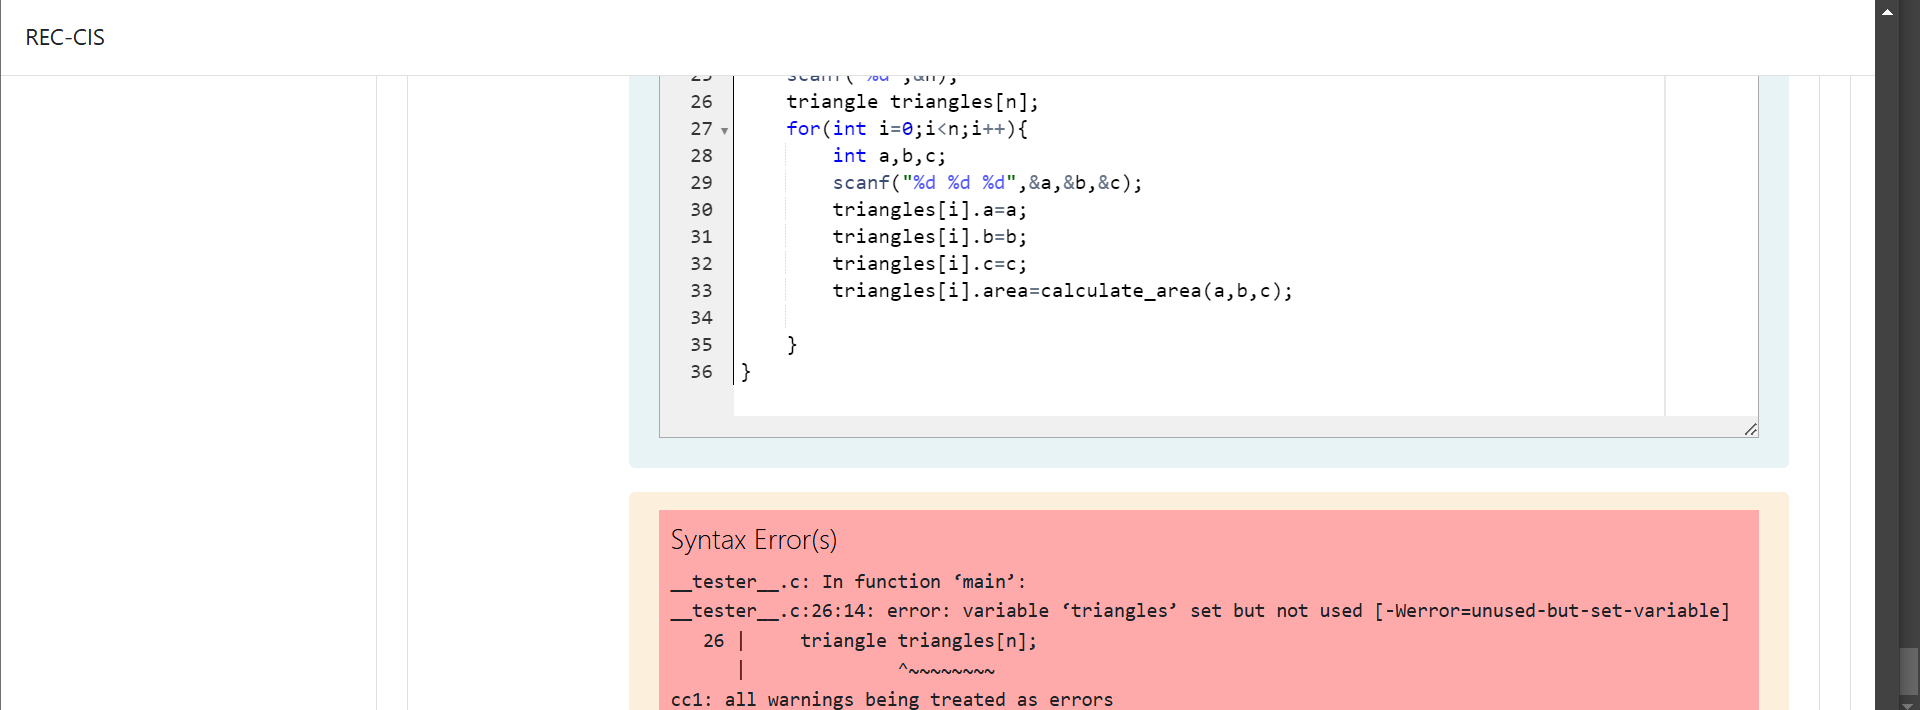 REC-CIS
25 scanf("%d",&n);
26 triangle triangles[n];
27 for(int i=0;i<n;i++){
28 int a,b,c;
29 scanf("%d %d %d",&a,&b,&c);
30 triangles[i].a=a;
31 triangles[i].b=b;
32 triangles[i].c=c;
33 triangles[i].area=calculate_area(a,b,c);
34
35 }
36 }
Syntax Error(s)
__tester__.c: In function ‘main’:
__tester__.c:26:14: error: variable ‘triangles’ set but not used [-Werror=unused-but-set-variable]
26 | triangle triangles[n];
| ^~~~~~~~~
cc1: all warnings being treated as errors